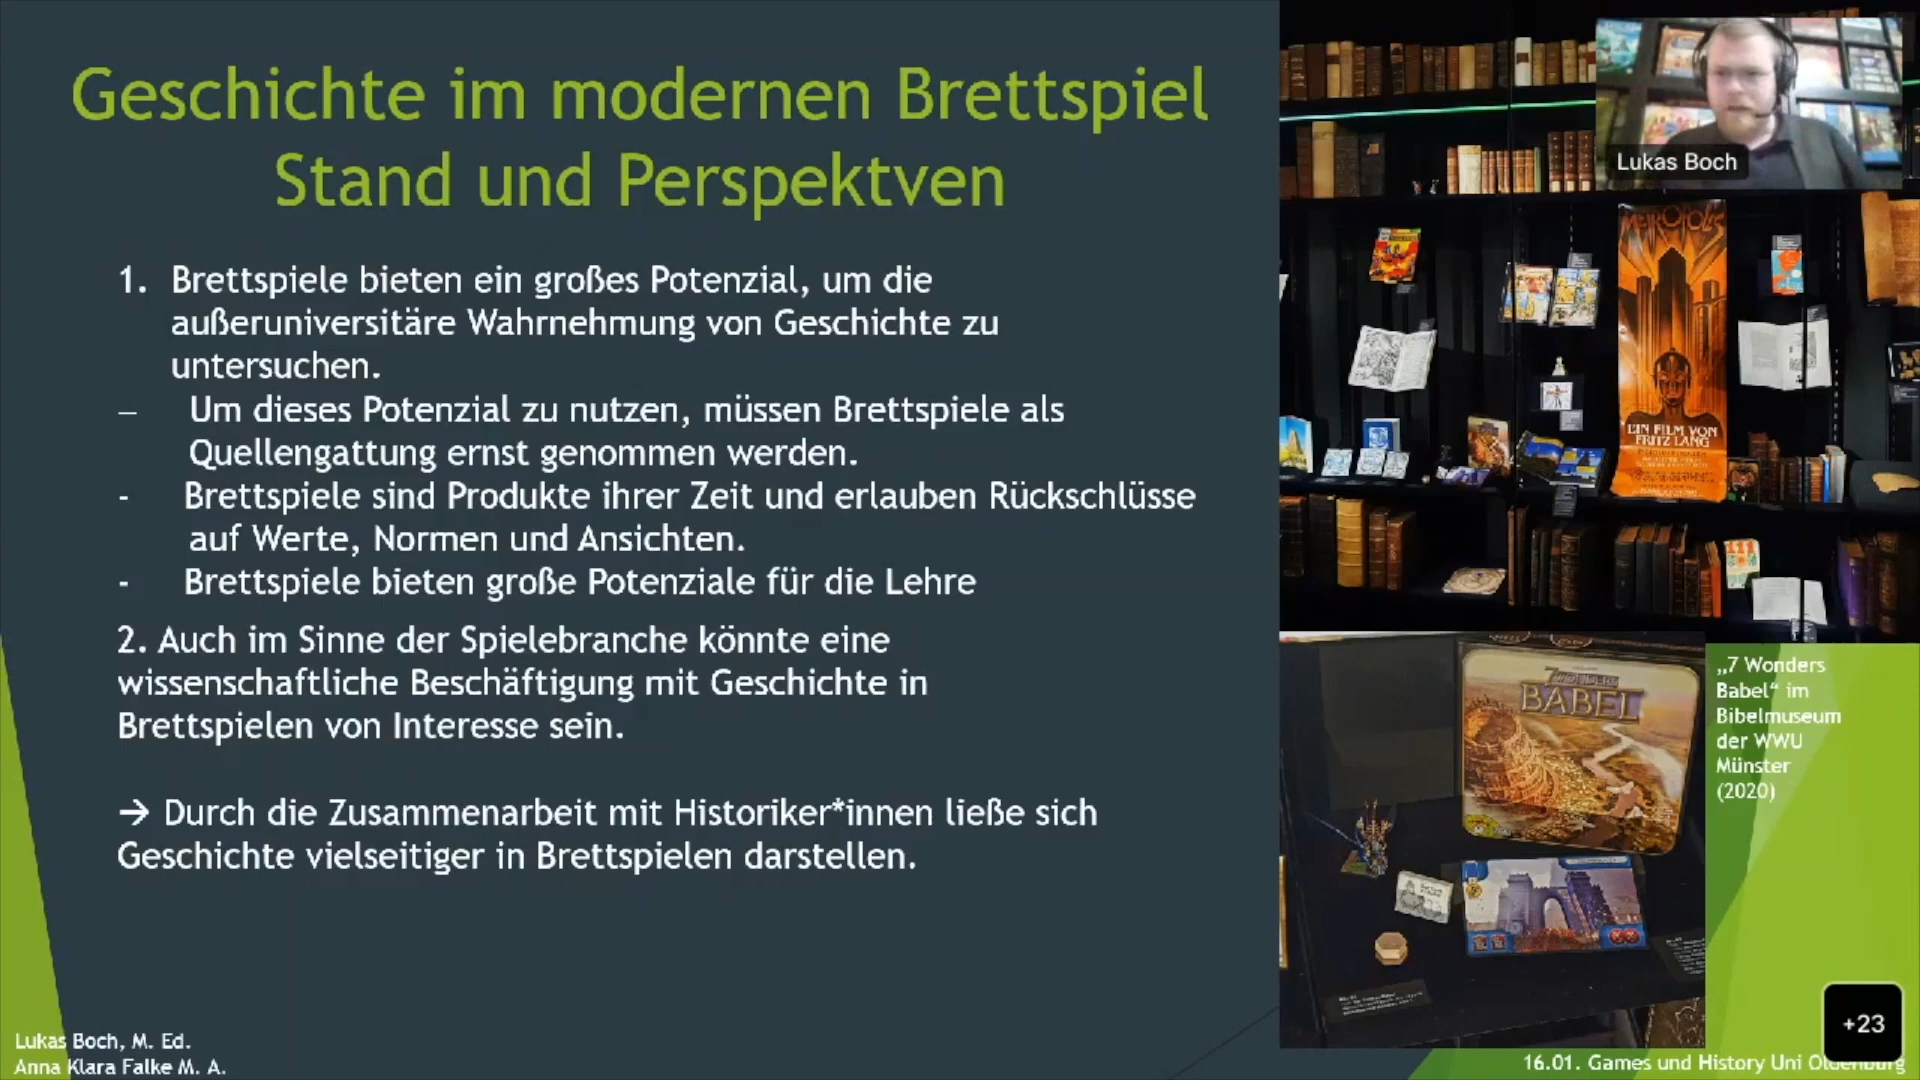 Geschichte im modernen Brettspiel
Stand und Perspektven
1. Brettspiele bieten ein großes Potenzial, um die
außeruniversitäre Wahrnehmung von Geschichte zu
untersuchen.
– Um dieses Potenzial zu nutzen, müssen Brettspiele als
Quellengattung ernst genommen werden.
- Brettspiele sind Produkte ihrer Zeit und erlauben Rückschlüsse
auf Werte, Normen und Ansichten.
- Brettspiele bieten große Potenziale für die Lehre
2. Auch im Sinne der Spielebranche könnte eine
wissenschaftliche Beschäftigung mit Geschichte in
Brettspielen von Interesse sein.
→ Durch die Zusammenarbeit mit Historiker*innen ließe sich
Geschichte vielseitiger in Brettspielen darstellen.
Lukas Boch, M. Ed.
Anna Klara Falke M. A.
Lukas Boch
METROPOLIS
EIN FILM VON
FRITZ LANG
7 WONDERS
BABEL
„7 Wonders
Babel“ im
Bibelmuseum
der WWU
Münster
(2020)
+23
16.01. Games und History Uni Oldenburg